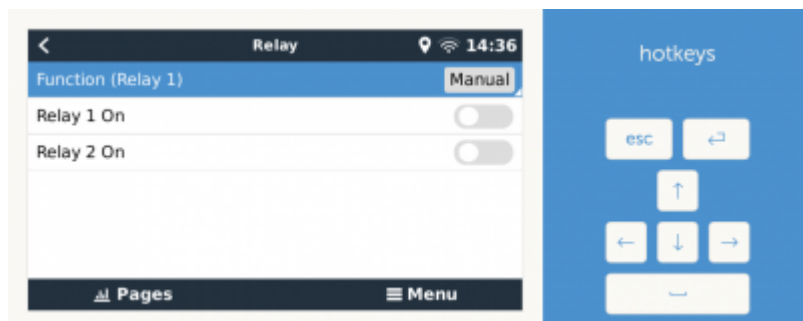 Relay 14:36
Function (Relay 1) Manual
Relay 1 On
Relay 2 On
Pages Menu
hotkeys
esc